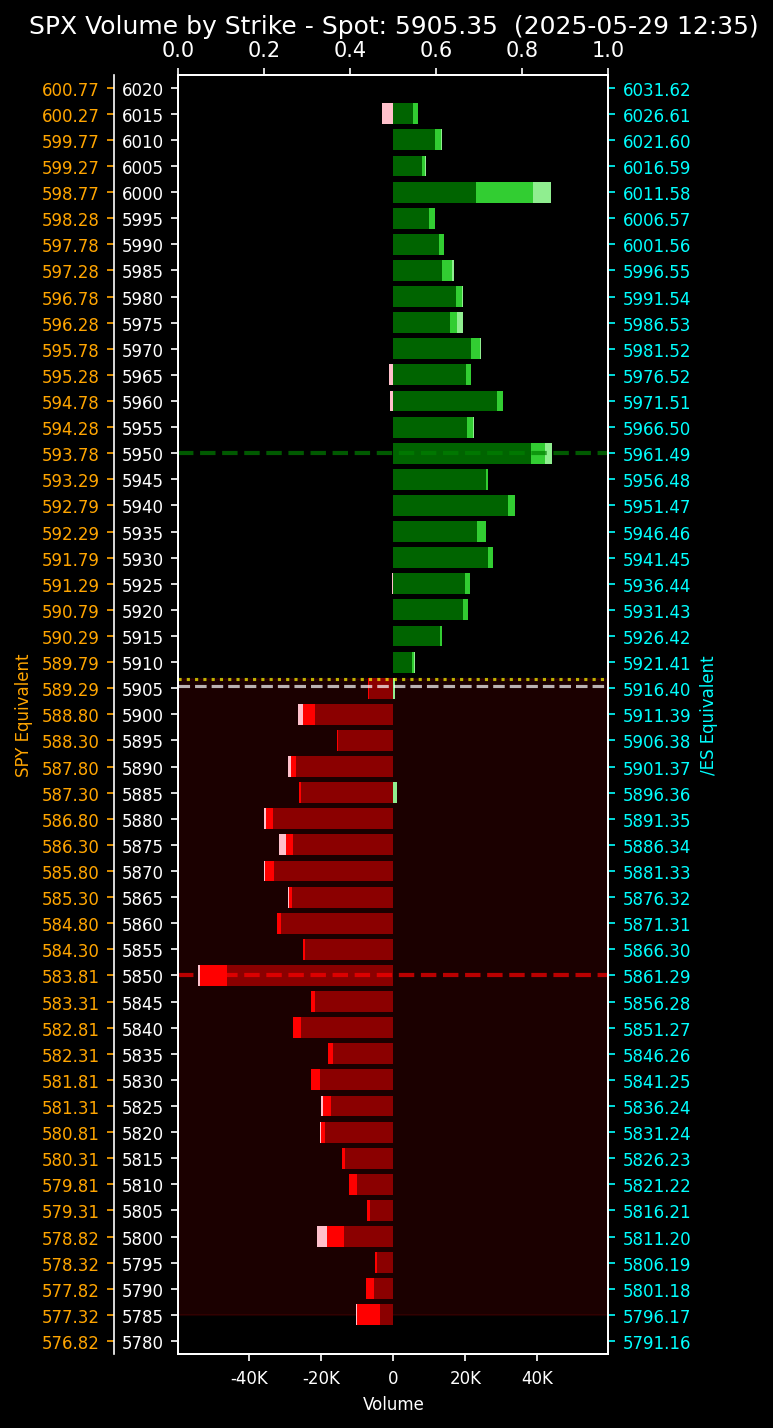 SPX Volume by Strike - Spot: 5905.35  (2025-05-29 12:35)
0.0 0.2 0.4 0.6 0.8 1.0
600.77 6020 6031.62
600.27 6015 6026.61
599.77 6010 6021.60
599.27 6005 6016.59
598.77 6000 6011.58
598.28 5995 6006.57
597.78 5990 6001.56
597.28 5985 5996.55
596.78 5980 5991.54
596.28 5975 5986.53
595.78 5970 5981.52
595.28 5965 5976.52
594.78 5960 5971.51
594.28 5955 5966.50
593.78 5950 5961.49
593.29 5945 5956.48
592.79 5940 5951.47
592.29 5935 5946.46
591.79 5930 5941.45
591.29 5925 5936.44
590.79 5920 5931.43
590.29 5915 5926.42
589.79 5910 5921.41
589.29 5905 5916.40
588.80 5900 5911.39
588.30 5895 5906.38
587.80 5890 5901.37
587.30 5885 5896.36
586.80 5880 5891.35
586.30 5875 5886.34
585.80 5870 5881.33
585.30 5865 5876.32
584.80 5860 5871.31
584.30 5855 5866.30
583.81 5850 5861.29
583.31 5845 5856.28
582.81 5840 5851.27
582.31 5835 5846.26
581.81 5830 5841.25
581.31 5825 5836.24
580.81 5820 5831.24
580.31 5815 5826.23
579.81 5810 5821.22
579.31 5805 5816.21
578.82 5800 5811.20
578.32 5795 5806.19
577.82 5790 5801.18
577.32 5785 5796.17
576.82 5780 5791.16
SPY Equivalent
/ES Equivalent
-40K -20K 0 20K 40K
Volume